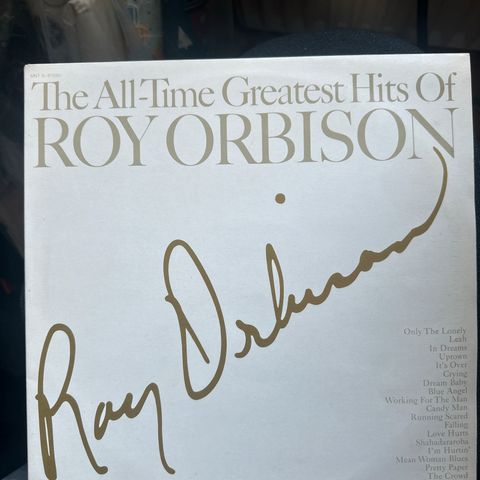 The All-Time Greatest Hits Of
ROY ORBISON
Roy Orbison
Only The Lonely
Leah
In Dreams
Uptown
It's Over
Crying
Dream Baby
Blue Angel
Working For The Man
Candy Man
Running Scared
Falling
Love Hurts
Shahadararoba
I'm Hurtin'
Mean Woman Blues
Pretty Paper
The Crowd